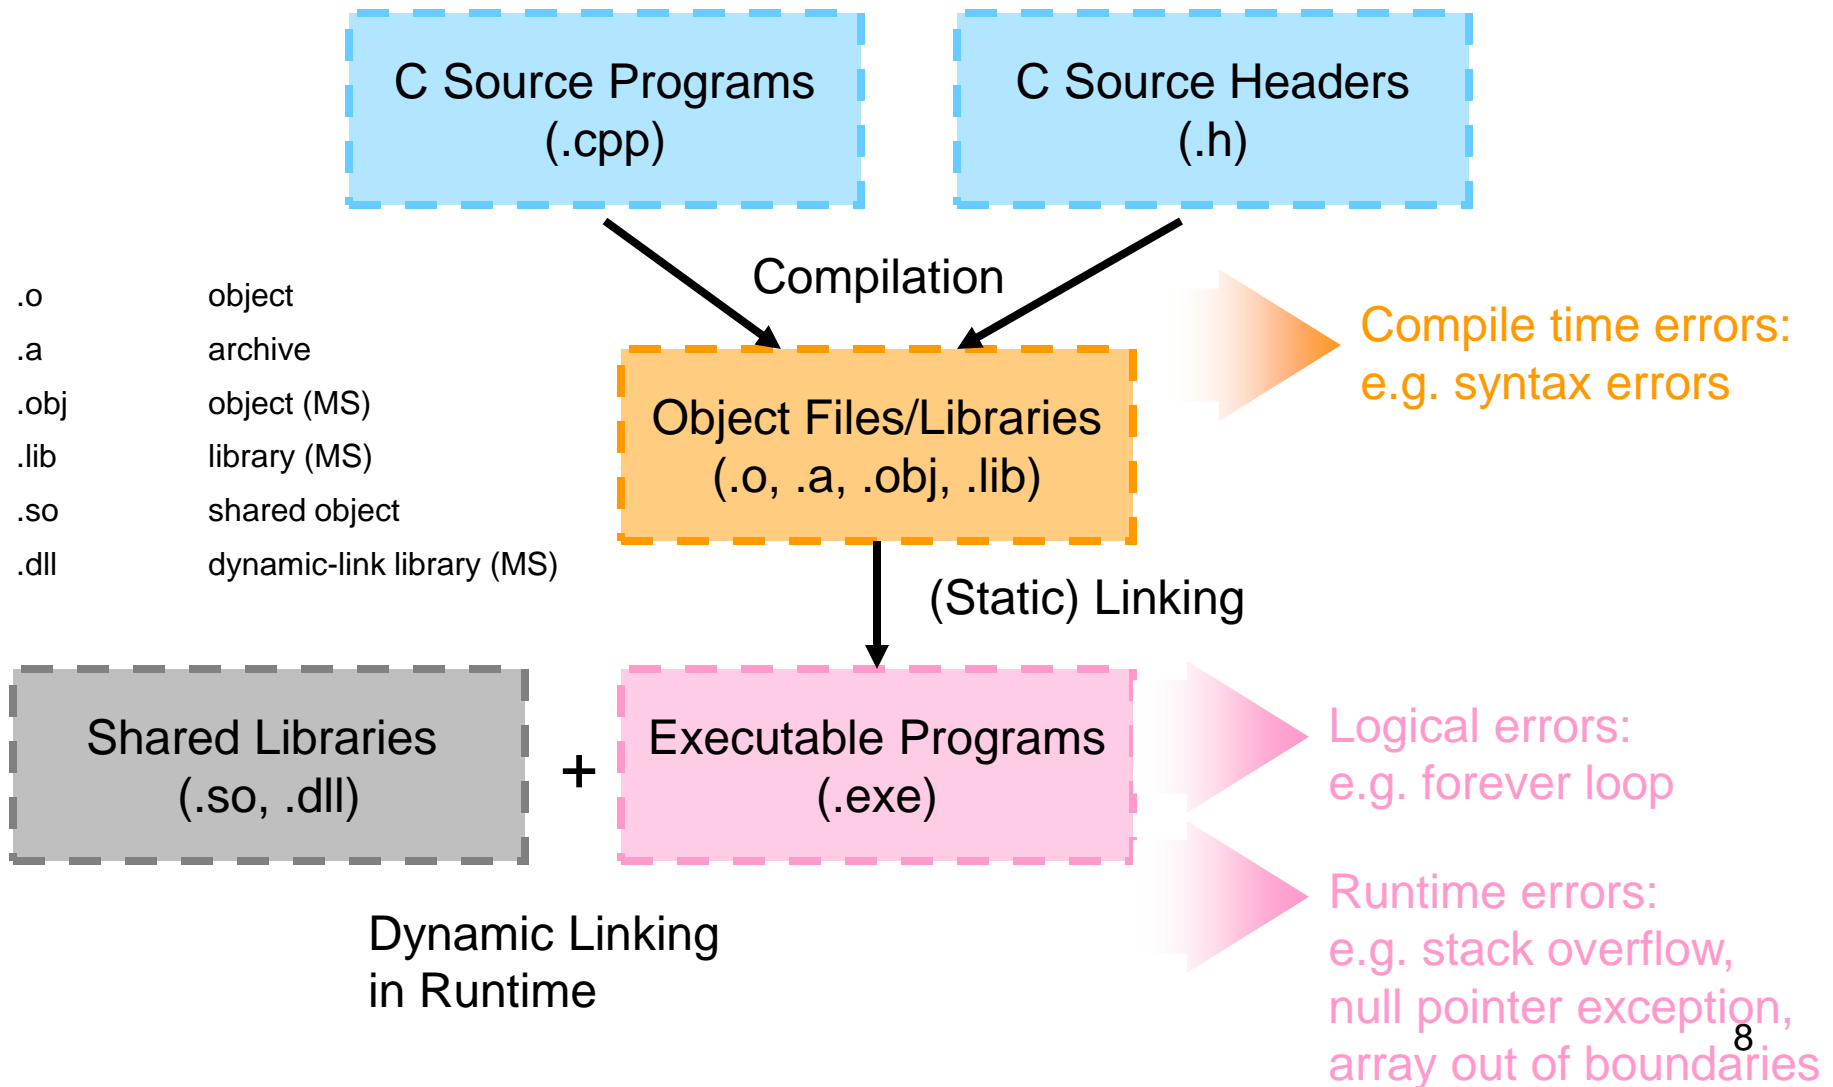 C Source Programs
(.cpp)
C Source Headers
(.h)
Compilation
.o object
.a archive
.obj object (MS)
.lib library (MS)
.so shared object
.dll dynamic-link library (MS)
Compile time errors:
e.g. syntax errors
Object Files/Libraries
(.o, .a, .obj, .lib)
(Static) Linking
Shared Libraries
(.so, .dll)
+
Executable Programs
(.exe)
Logical errors:
e.g. forever loop
Dynamic Linking
in Runtime
Runtime errors:
e.g. stack overflow,
null pointer exception,
array out of boundaries
8